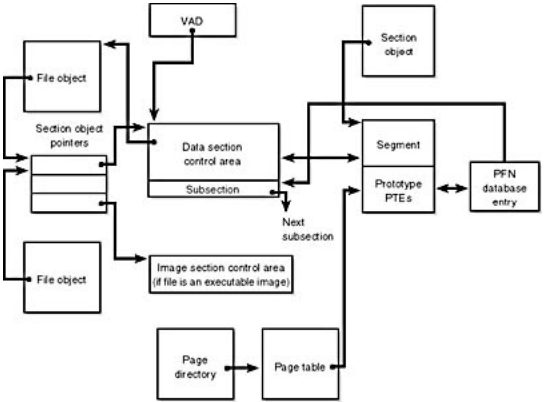 VAD
Section
object
File object
Section object
pointers
Data section
control area
Subsection
Segment
Prototype
PTEs
PFN
database
entry
Next
subsection
File object
Image section control area
(if file is an executable image)
Page
directory
Page table